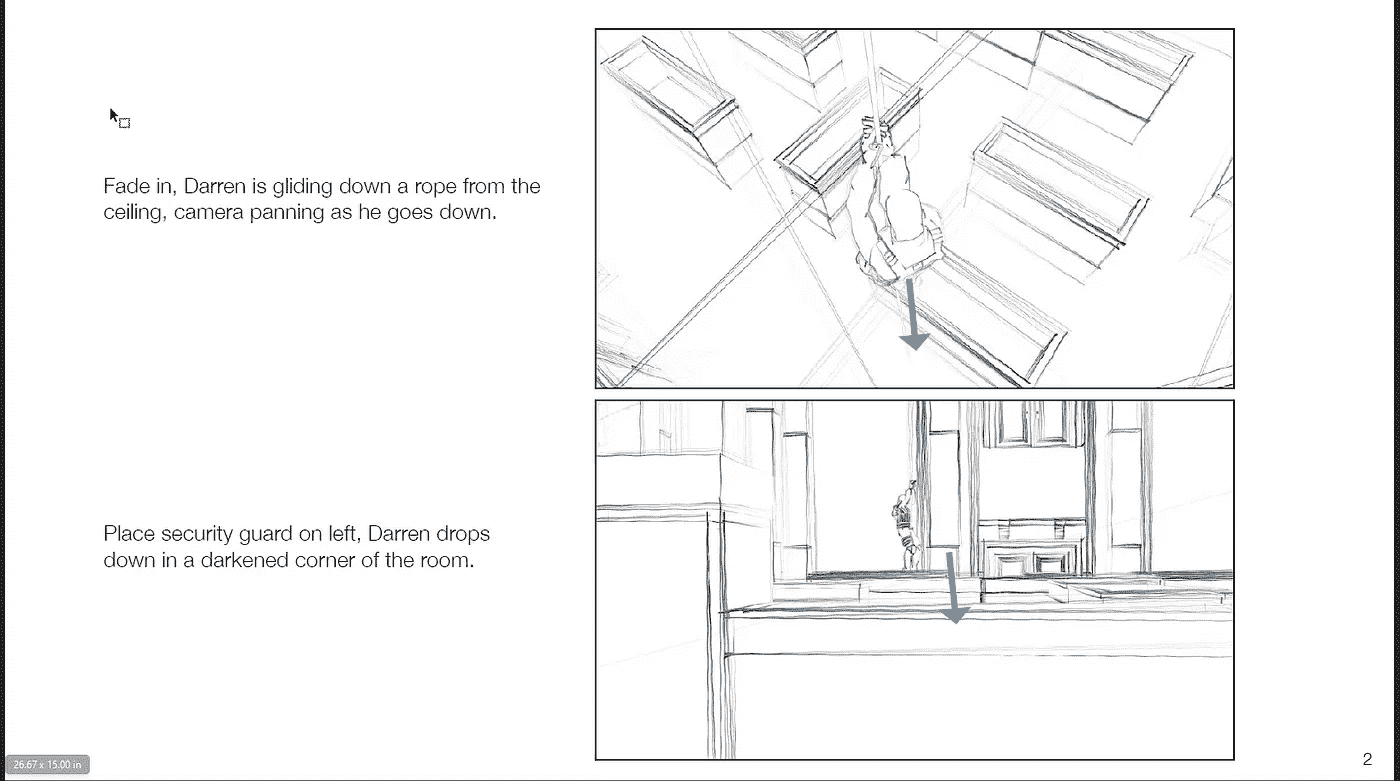 Fade in, Darren is gliding down a rope from the
ceiling, camera panning as he goes down.
Place security guard on left, Darren drops
down in a darkened corner of the room.
26.67 x 15.00 in
2